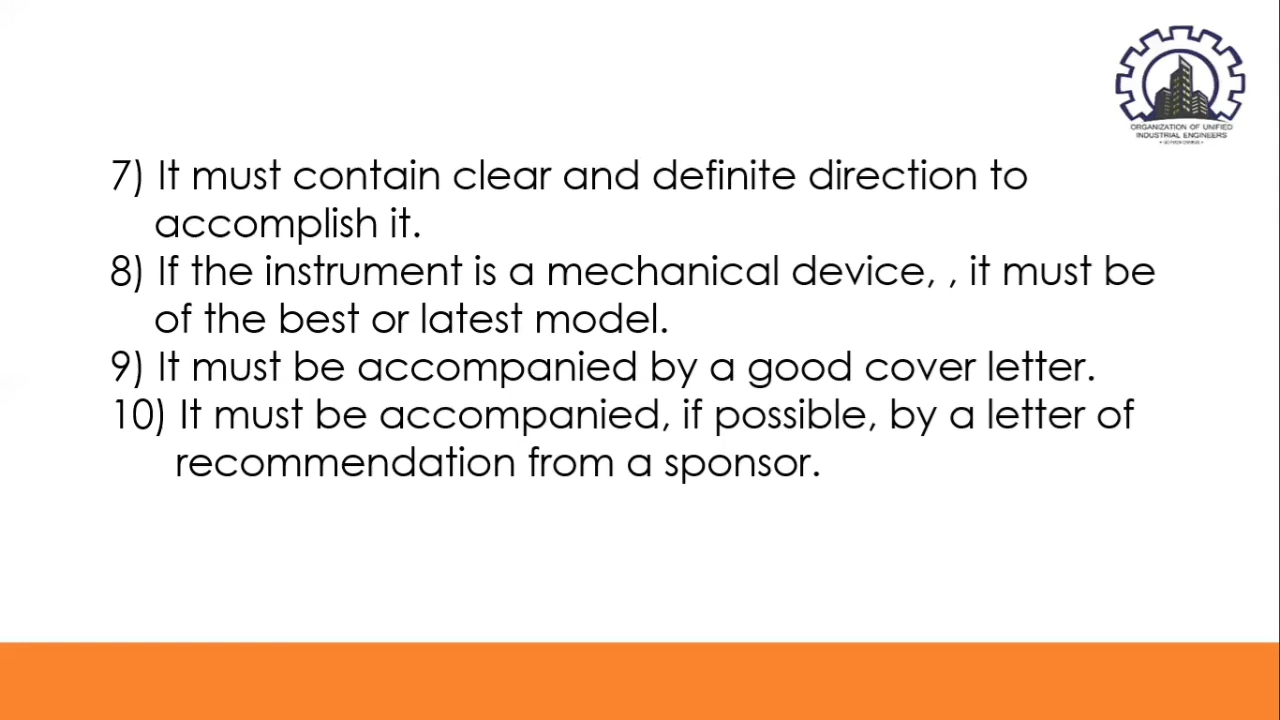 ORGANIZATION OF UNIFIED
INDUSTRIAL ENGINEERS
7) It must contain clear and definite direction to
accomplish it.
8) If the instrument is a mechanical device, , it must be
of the best or latest model.
9) It must be accompanied by a good cover letter.
10) It must be accompanied, if possible, by a letter of
recommendation from a sponsor.